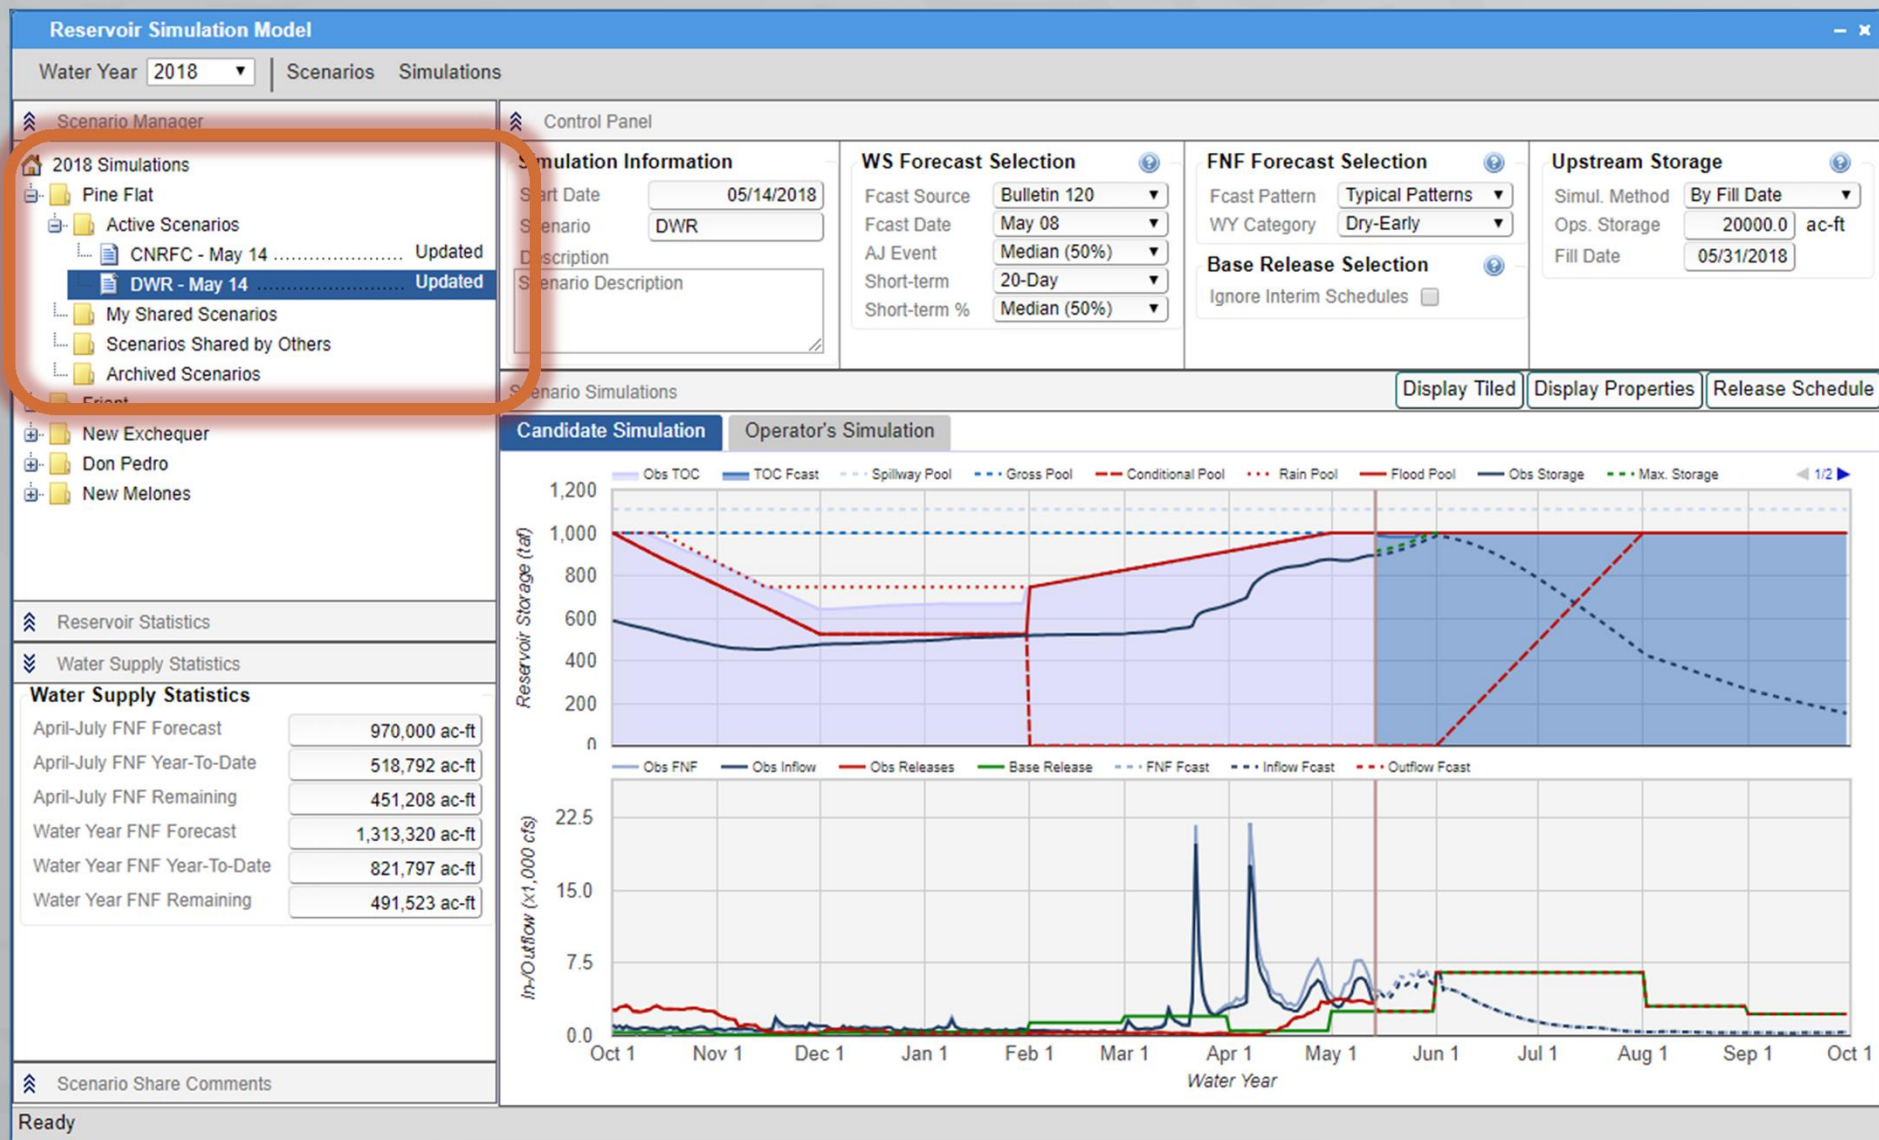 Reservoir Simulation Model
Water Year 2018 Scenarios Simulations
Scenario Manager
2018 Simulations
Pine Flat
Active Scenarios
CNRFC - May 14 ...................... Updated
DWR - May 14 ......................... Updated
My Shared Scenarios
Scenarios Shared by Others
Archived Scenarios
Friant
New Exchequer
Don Pedro
New Melones
Reservoir Statistics
Water Supply Statistics
Water Supply Statistics
April-July FNF Forecast 970,000 ac-ft
April-July FNF Year-To-Date 518,792 ac-ft
April-July FNF Remaining 451,208 ac-ft
Water Year FNF Forecast 1,313,320 ac-ft
Water Year FNF Year-To-Date 821,797 ac-ft
Water Year FNF Remaining 491,523 ac-ft
Scenario Share Comments
Ready
Control Panel
Simulation Information
Start Date 05/14/2018
Scenario DWR
Description
Scenario Description
WS Forecast Selection
Fcast Source Bulletin 120
Fcast Date May 08
AJ Event Median (50%)
Short-term 20-Day
Short-term % Median (50%)
FNF Forecast Selection
Fcast Pattern Typical Patterns
WY Category Dry-Early
Base Release Selection
Ignore Interim Schedules
Upstream Storage
Simul. Method By Fill Date
Ops. Storage 20000.0 ac-ft
Fill Date 05/31/2018
Scenario Simulations Display Tiled Display Properties Release Schedule
Candidate Simulation Operator's Simulation
Obs TOC TOC Fcast Spillway Pool Gross Pool Conditional Pool Rain Pool Flood Pool Obs Storage Max. Storage 1/2
Reservoir Storage (taf)
1,200
1,000
800
600
400
200
0
Obs FNF Obs Inflow Obs Releases Base Release FNF Fcast Inflow Fcast Outflow Fcast
In-/Outflow (x1,000 cfs)
22.5
15.0
7.5
0.0
Oct 1 Nov 1 Dec 1 Jan 1 Feb 1 Mar 1 Apr 1 May 1 Jun 1 Jul 1 Aug 1 Sep 1 Oct 1
Water Year